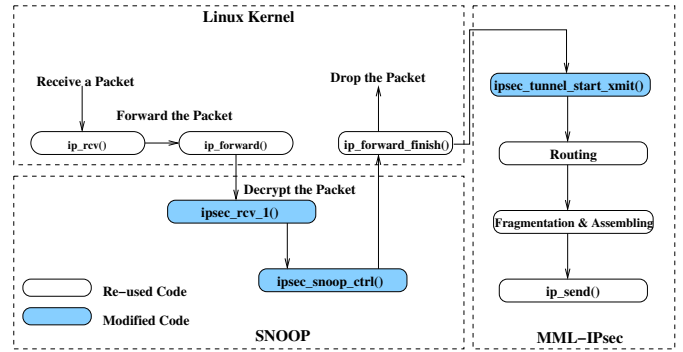 Linux Kernel
Receive a Packet
Drop the Packet
Forward the Packet
ip_rcv()
ip_forward()
ip_forward_finish()
Decrypt the Packet
ipsec_rcv_1()
ipsec_snoop_ctrl()
Re-used Code
Modified Code
SNOOP
ipsec_tunnel_start_xmit()
Routing
Fragmentation & Assembling
ip_send()
MML-IPsec